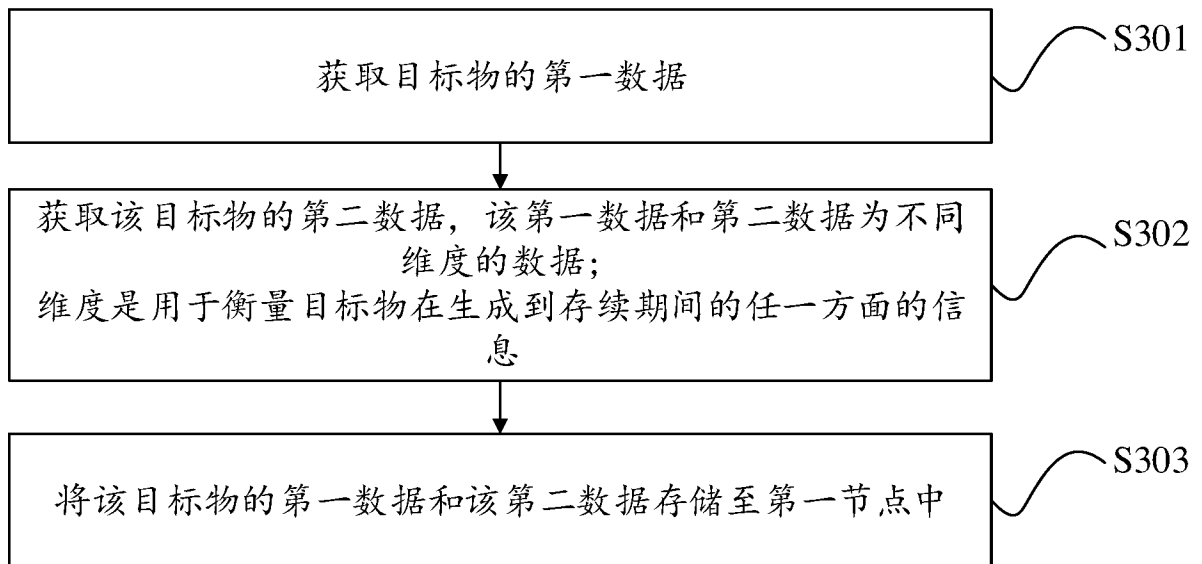 获取目标物的第一数据
S301
获取该目标物的第二数据，该第一数据和第二数据为不同
维度的数据；
维度是用于衡量目标物在生成到存续期间的任一方面的信
息
S302
将该目标物的第一数据和该第二数据存储至第一节点中
S303